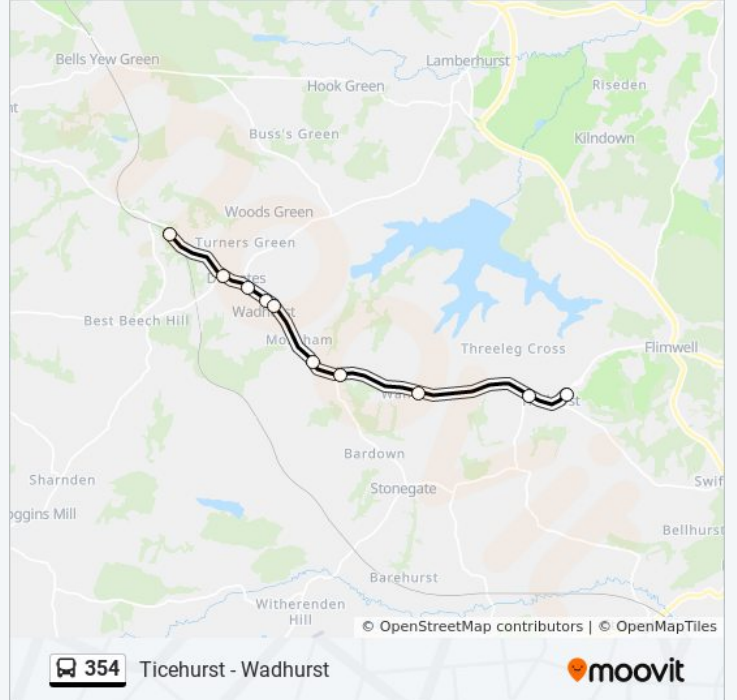 Bells Yew Green
Lamberhurst
Hook Green
Riseden
nt
Buss's Green
Kilndown
Woods Green
Turners Green
Best Beech Hill
Threeleg Cross
Flimwell
Bardown
Sharnden
Stonegate
Swif
oggins Mill
Bellhurst
Barehurst
Witherenden
Hill
© OpenStreetMap contributors | © OpenMapTiles
354 Ticehurst - Wadhurst
moovit